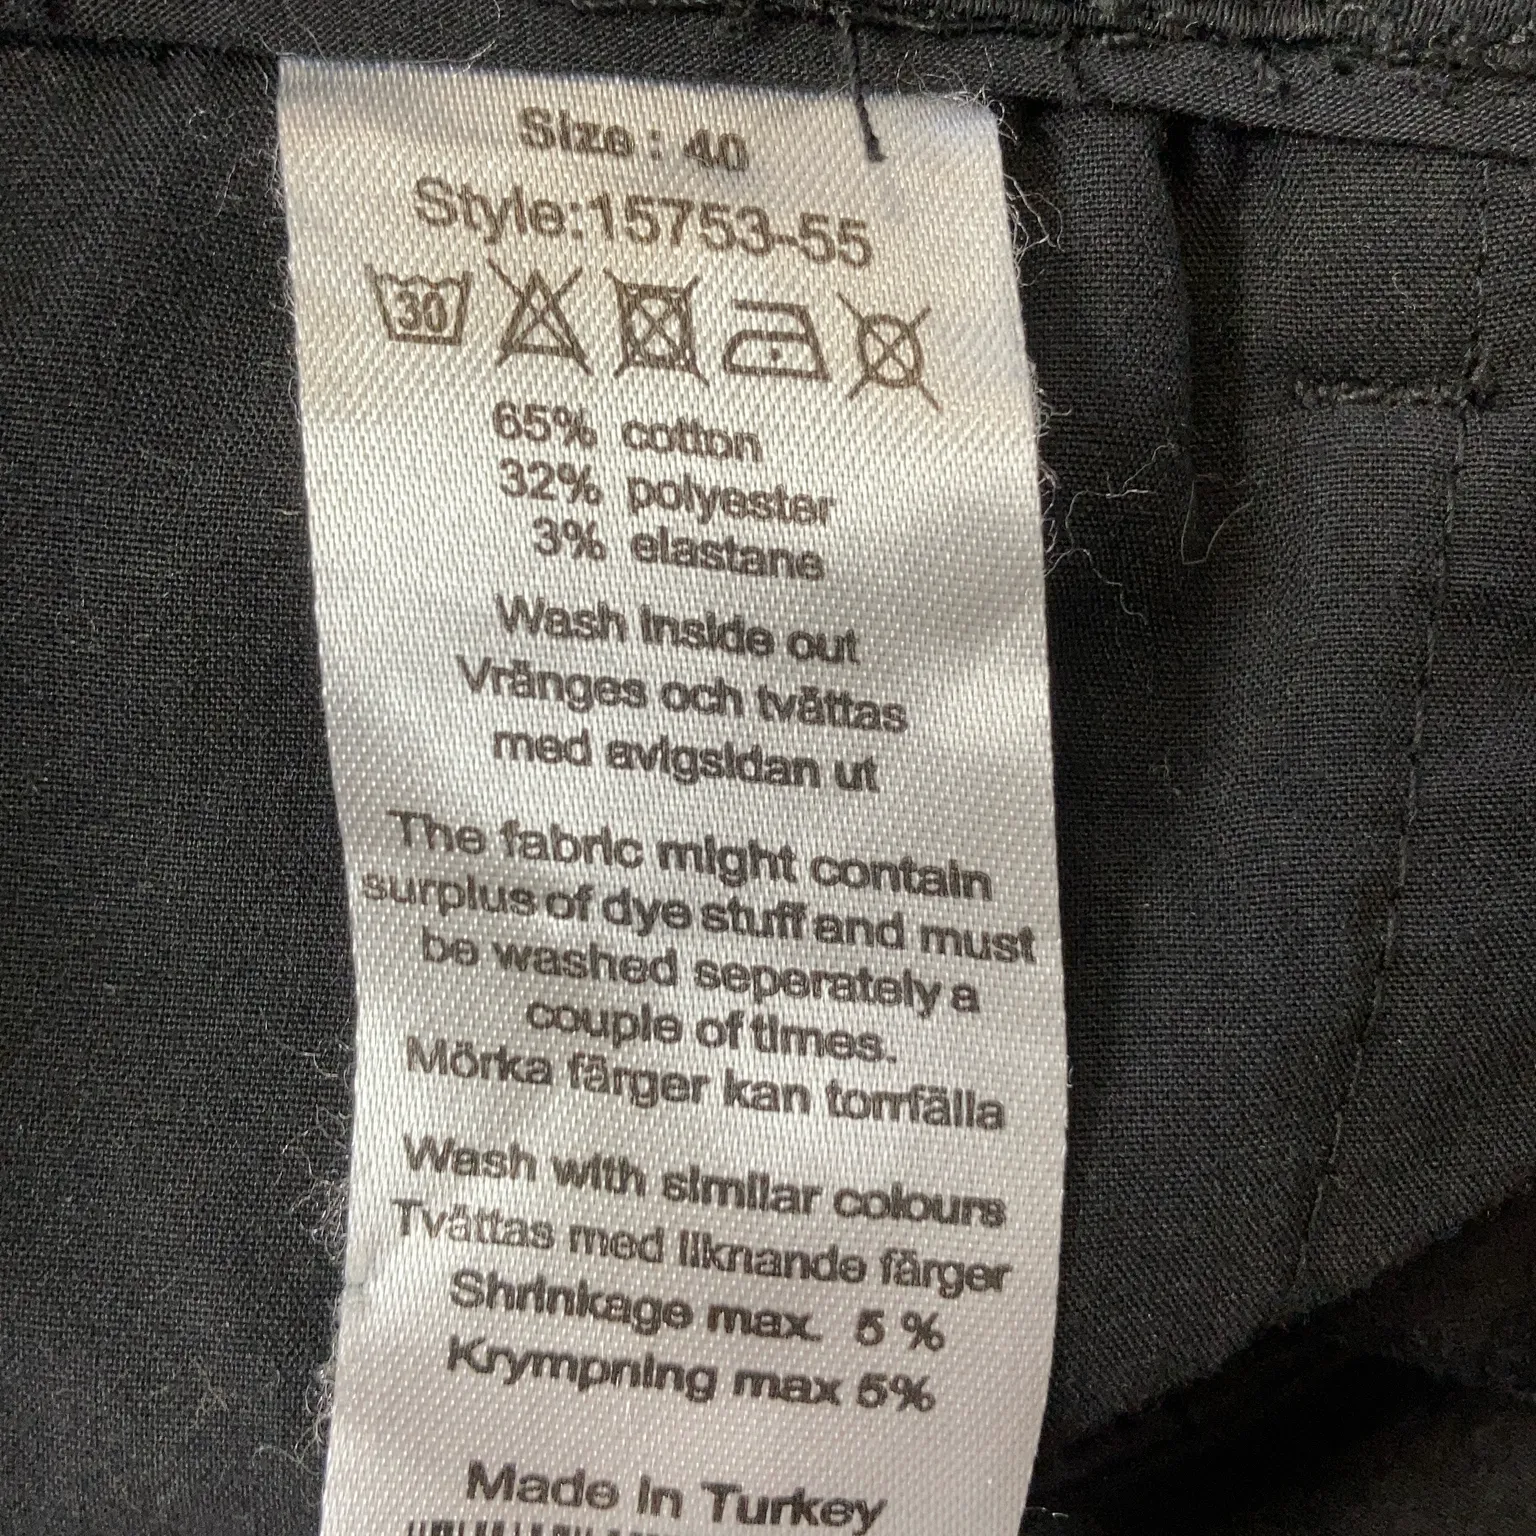 Size : 40
Style:15753-55
30
65% cotton
32% polyester
3% elastane
Wash inside out
Vränges och tvättas
med avigsidan ut
The fabric might contain
surplus of dye stuff and must
be washed seperately a
couple of times.
Mörka färger kan torrfälla
Wash with similar colours
Tvättas med liknande färger
Shrinkage max. 5 %
Krympning max 5%
Made in Turkey